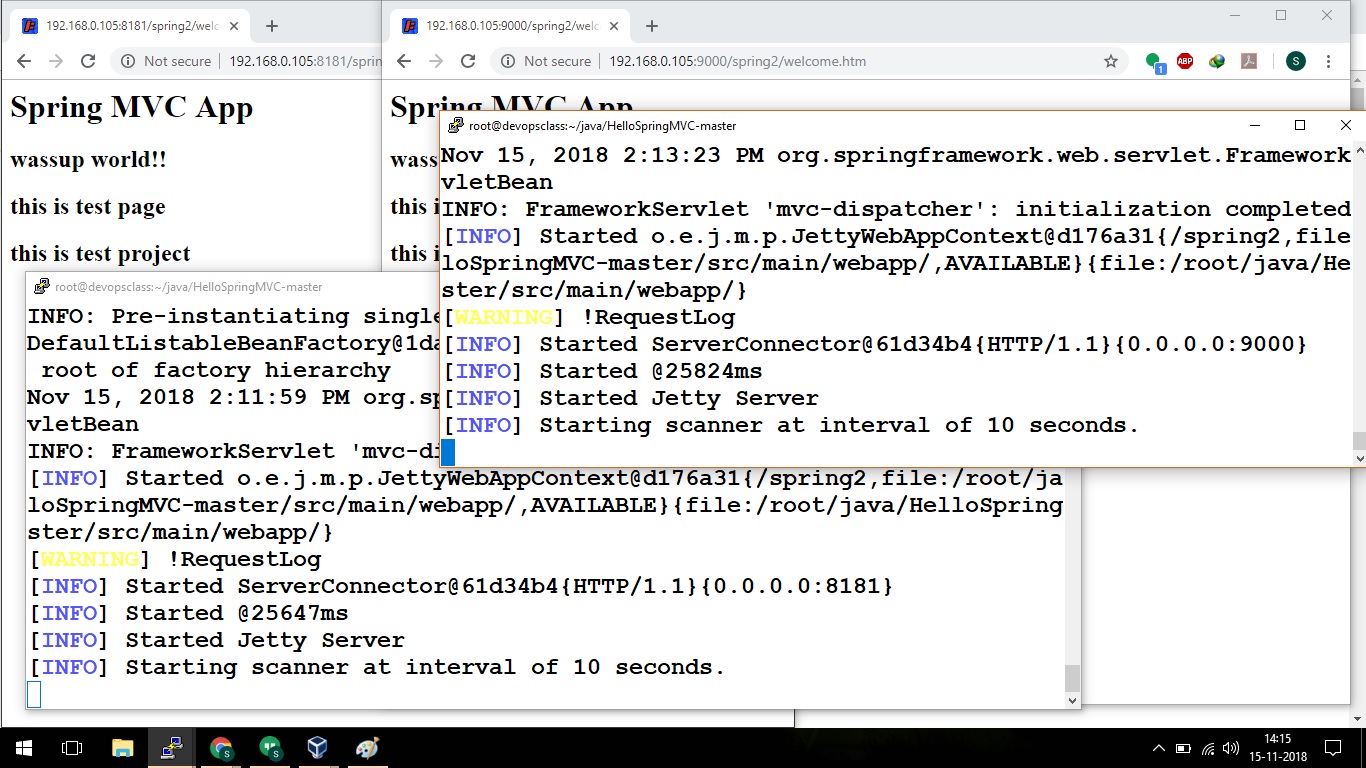 192.168.0.105:8181/spring2/welc
Not secure | 192.168.0.105:8181/sprin
Spring MVC App
wassup world!!
this is test page
this is test project
192.168.0.105:9000/spring2/welc
Not secure | 192.168.0.105:9000/spring2/welcome.htm
1
ABP
S
Spring MVC App
wass
this i
this i
root@devopsclass:~/java/HelloSpringMVC-master
Nov 15, 2018 2:13:23 PM org.springframework.web.servlet.Framework
vletBean
INFO: FrameworkServlet 'mvc-dispatcher': initialization completed
[INFO] Started o.e.j.m.p.JettyWebAppContext@d176a31{/spring2,file
loSpringMVC-master/src/main/webapp/,AVAILABLE}{file:/root/java/He
ster/src/main/webapp/}
[WARNING] !RequestLog
[INFO] Started ServerConnector@61d34b4{HTTP/1.1}{0.0.0.0:9000}
[INFO] Started @25824ms
[INFO] Started Jetty Server
[INFO] Starting scanner at interval of 10 seconds.
root@devopsclass:~/java/HelloSpringMVC-master
INFO: Pre-instantiating single
DefaultListableBeanFactory@1da
root of factory hierarchy
Nov 15, 2018 2:11:59 PM org.sp
vletBean
INFO: FrameworkServlet 'mvc-di
[INFO] Started o.e.j.m.p.JettyWebAppContext@d176a31{/spring2,file:/root/ja
loSpringMVC-master/src/main/webapp/,AVAILABLE}{file:/root/java/HelloSpring
ster/src/main/webapp/}
[WARNING] !RequestLog
[INFO] Started ServerConnector@61d34b4{HTTP/1.1}{0.0.0.0:8181}
[INFO] Started @25647ms
[INFO] Started Jetty Server
[INFO] Starting scanner at interval of 10 seconds.
S
S
14:15
15-11-2018